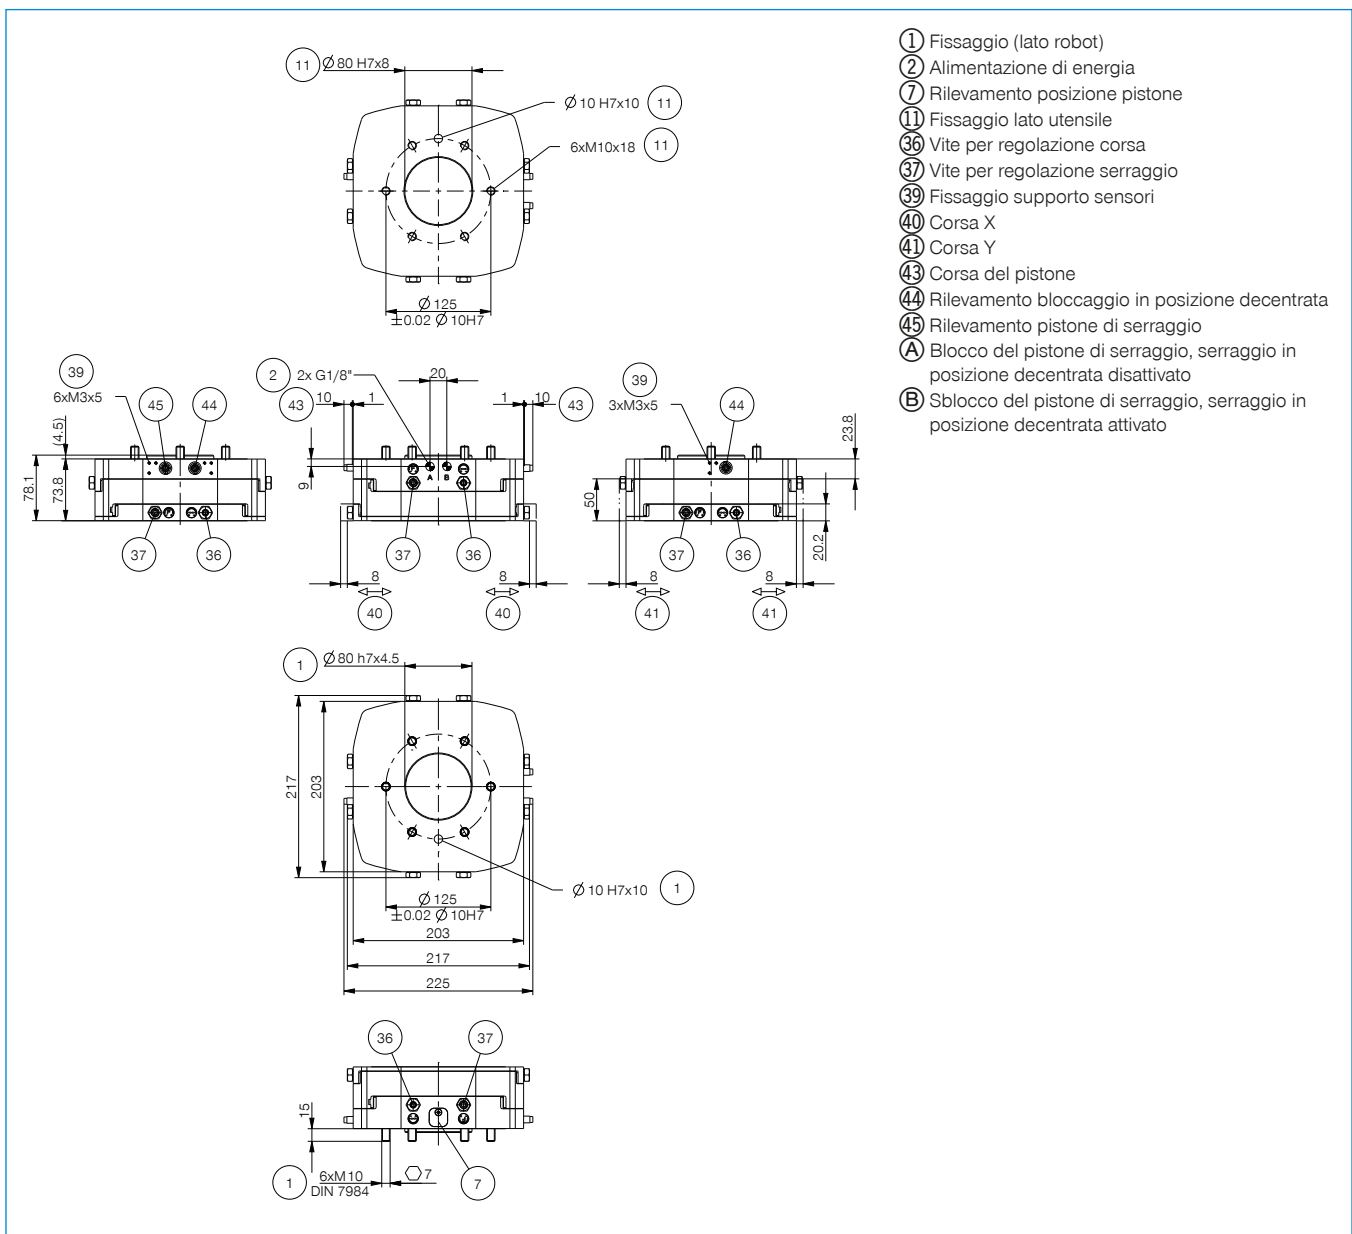 11 Ø 80 H7x8
Ø 10 H7x10 11
6xM10x18 11
Ø 125
±0.02 Ø 10H7
1 Fissaggio (lato robot)
2 Alimentazione di energia
7 Rilevamento posizione pistone
11 Fissaggio lato utensile
36 Vite per regolazione corsa
37 Vite per regolazione serraggio
39 Fissaggio supporto sensori
40 Corsa X
41 Corsa Y
43 Corsa del pistone
44 Rilevamento bloccaggio in posizione decentrata
45 Rilevamento pistone di serraggio
A Blocco del pistone di serraggio, serraggio in
posizione decentrata disattivato
B Sblocco del pistone di serraggio, serraggio in
posizione decentrata attivato
39
6xM3x5
45
44
(4.5)
78.1
73.8
37
36
2 2x G1/8"
20
43 10 1
1 10 43
9
A B
37
36
8
8
40
40
39
3xM3x5
44
23.8
50
20.2
37
36
8
8
41
41
1 Ø 80 h7x4.5
217
203
Ø 10 H7x10 1
Ø 125
±0.02 Ø 10H7
203
217
225
36
37
15
1 6xM10
DIN 7984
7
7